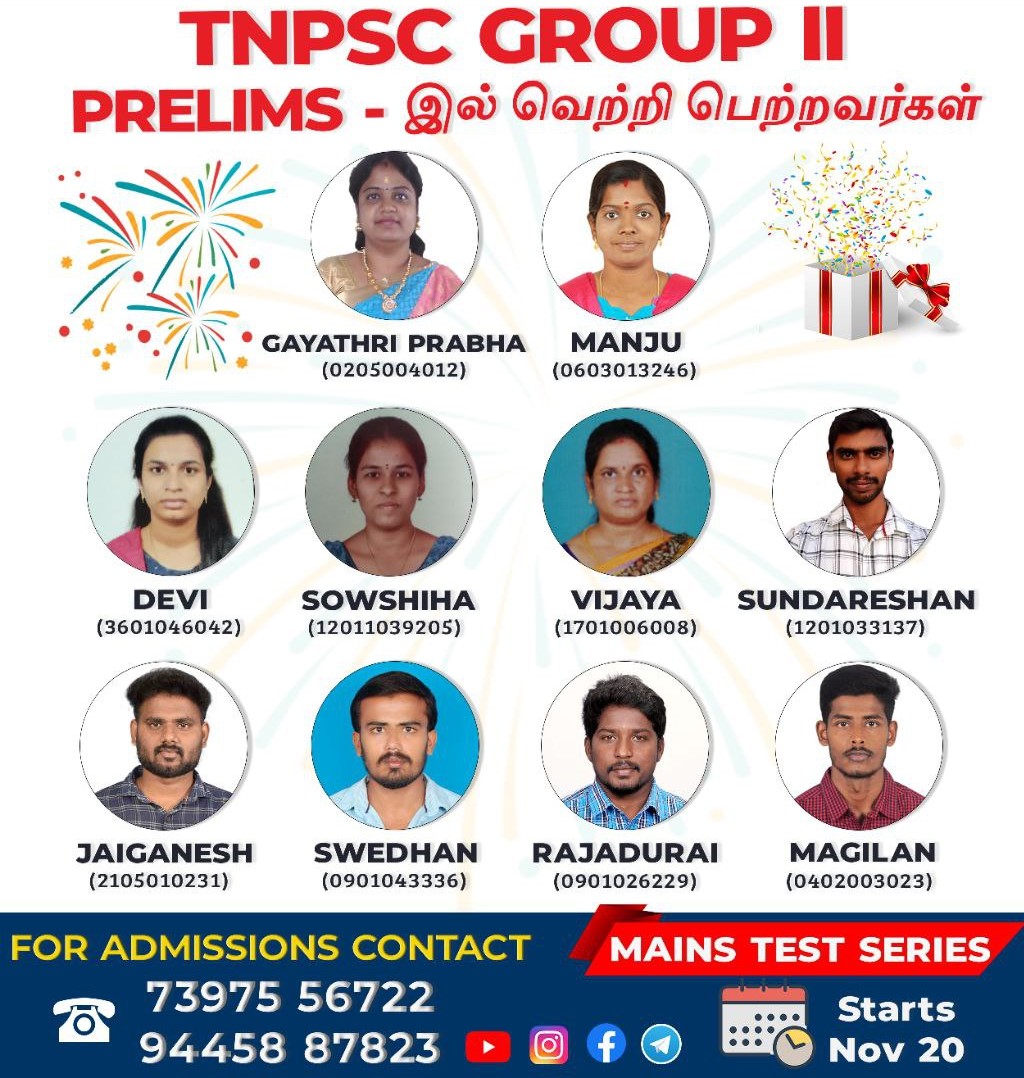 TNPSC GROUP II
PRELIMS - இல் வெற்றி பெற்றவர்கள்
GAYATHRI PRABHA MANJU
(0205004012) (0603013246)
DEVI SOWSHIHA VIJAYA SUNDARESHAN
(3601046042) (12011039205) (1701006008) (1201033137)
JAIGANESH SWEDHAN RAJADURAI MAGILAN
(2105010231) (0901043336) (0901026229) (0402003023)
FOR ADMISSIONS CONTACT MAINS TEST SERIES
73975 56722 Starts
94458 87823 Nov 20